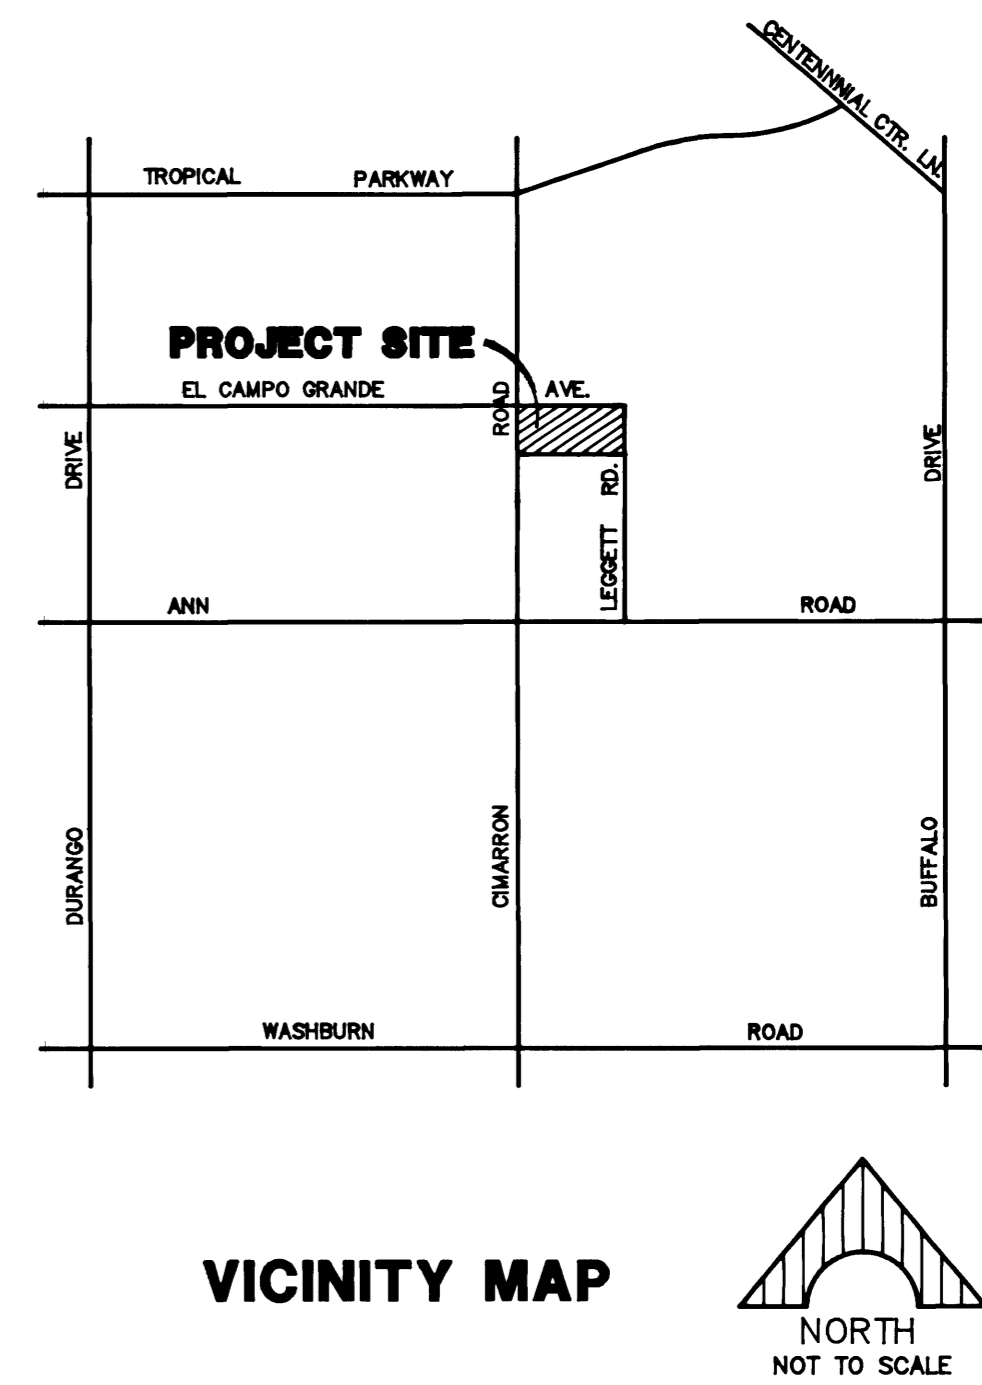 CENTENNNIAL CTR. LN.
TROPICAL PARKWAY
PROJECT SITE
EL CAMPO GRANDE AVE.
DURANGO DRIVE
CIMARRON ROAD
LEGGETT RD.
BUFFALO DRIVE
ANN ROAD
WASHBURN ROAD
VICINITY MAP
NORTH
NOT TO SCALE